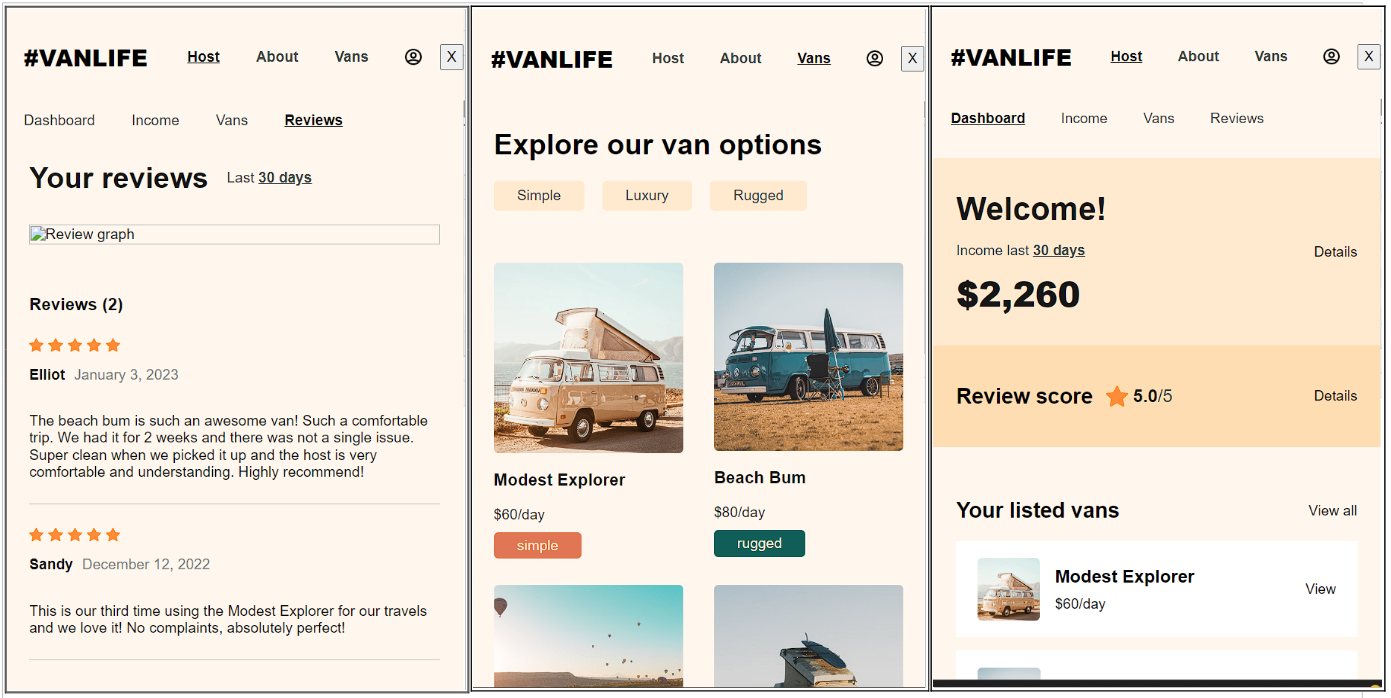 #VANLIFE Host About Vans X
Dashboard Income Vans Reviews
Your reviews Last 30 days
Review graph
Reviews (2)
Elliot January 3, 2023
The beach bum is such an awesome van! Such a comfortable
trip. We had it for 2 weeks and there was not a single issue.
Super clean when we picked it up and the host is very
comfortable and understanding. Highly recommend!
Sandy December 12, 2022
This is our third time using the Modest Explorer for our travels
and we love it! No complaints, absolutely perfect!
#VANLIFE Host About Vans X
Explore our van options
Simple Luxury Rugged
Modest Explorer
$60/day
simple
Beach Bum
$80/day
rugged
#VANLIFE Host About Vans X
Dashboard Income Vans Reviews
Welcome!
Income last 30 days Details
$2,260
Review score 5.0/5 Details
Your listed vans View all
Modest Explorer
$60/day
View